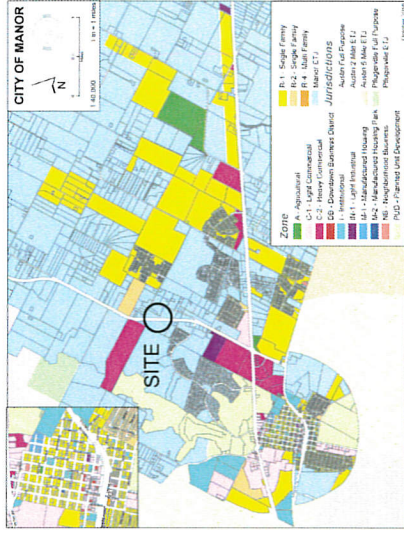 CITY OF MANOR
N
1:40,000
1 in = 1 miles
SITE
Zone
A - Agricultural
C-1 - Light Commercial
C-2 - Heavy Commercial
DB - Downtown Business District
I - Institutional
IN-1 - Light Industrial
M-1 - Manufactured Housing
M-2 - Manufactured Housing Park
NB - Neighborhood Business
PUD - Planned Unit Development
R-1 - Single Family
R-2 - Single Family
R-4 - Multi Family
Manor ETJ
Jurisdictions
Austin Full Purpose
Austin 2 Mile ETJ
Austin 5 Mile ETJ
Pflugerville Full Purpose
Pflugerville ETJ